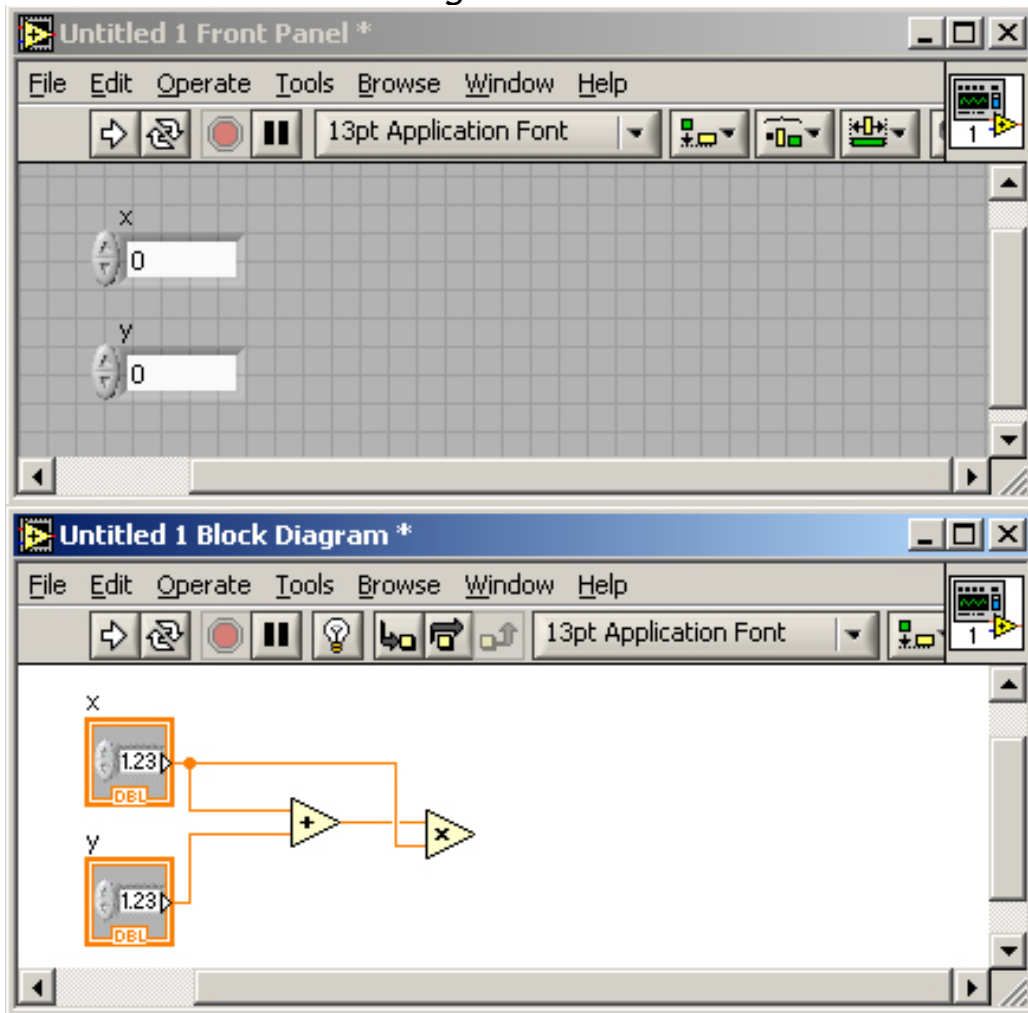 Untitled 1 Front Panel *
File Edit Operate Tools Browse Window Help
13pt Application Font
1
x
0
y
0
Untitled 1 Block Diagram *
File Edit Operate Tools Browse Window Help
13pt Application Font
1
x
1.23
DBL
+
x
y
1.23
DBL